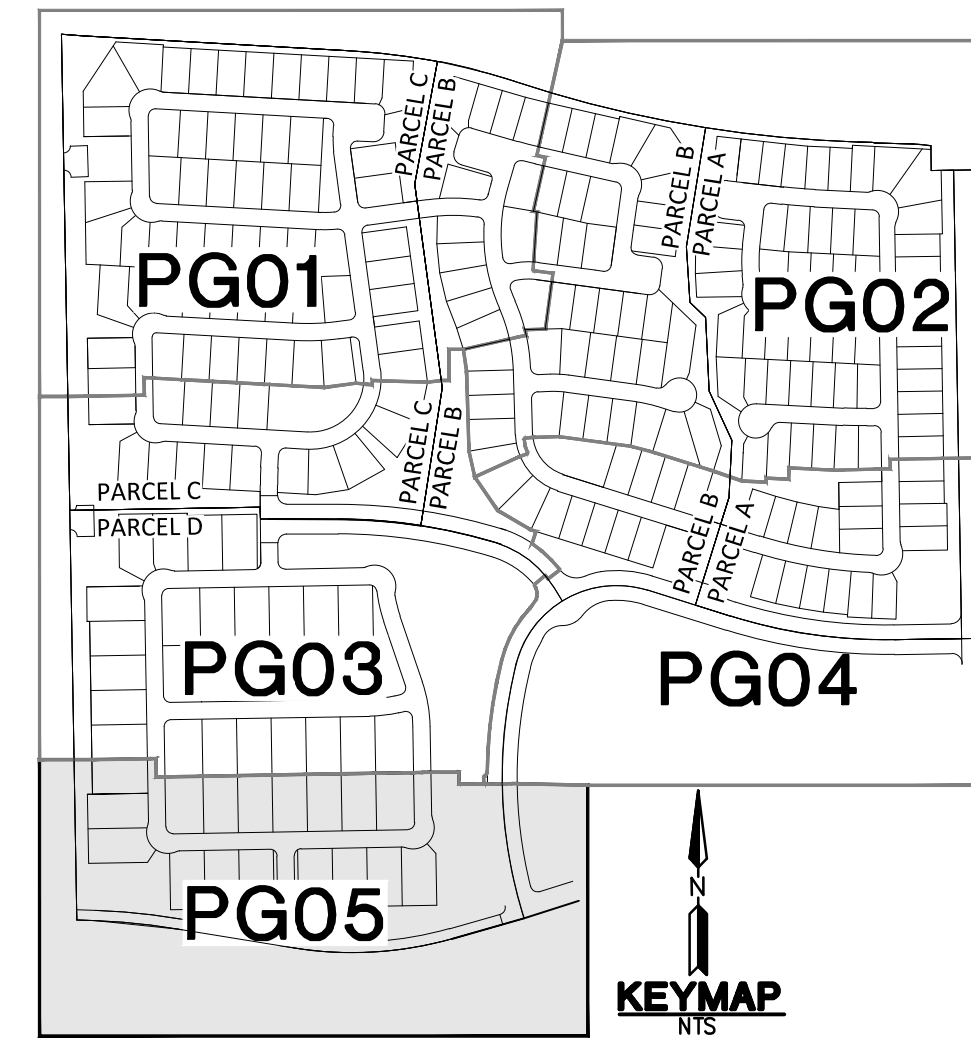 PARCEL C
PARCEL B
PARCEL B
PARCEL A
PG01
PG02
PARCEL C
PARCEL B
PARCEL C
PARCEL D
PARCEL B
PARCEL A
PG03
PG04
PG05
N
KEYMAP
NTS